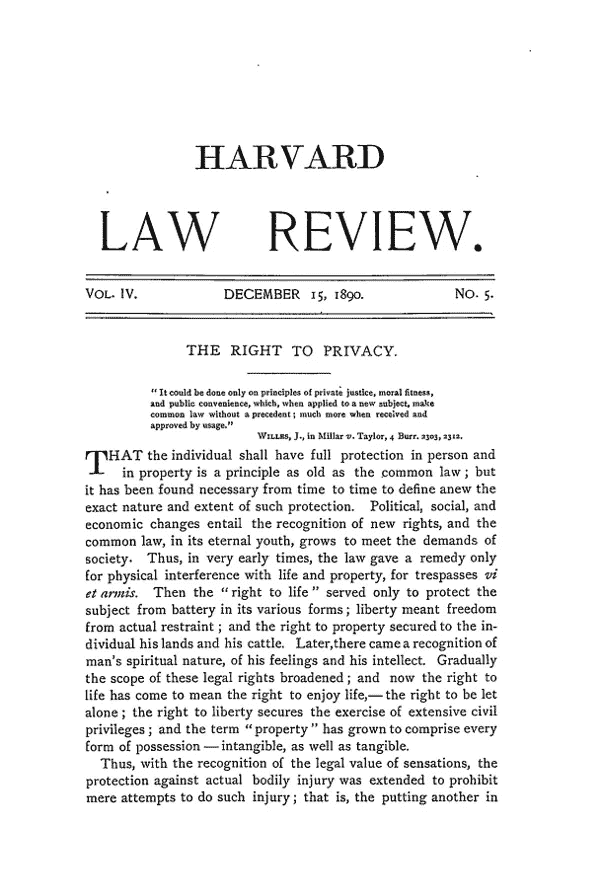 HARVARD
LAW REVIEW.
VOL. IV. DECEMBER 15, 1890. NO. 5.
THE RIGHT TO PRIVACY.
" It could be done only on principles of private justice, moral fitness,
and public convenience, which, when applied to a new subject, make
common law without a precedent ; much more when received and
approved by usage."
WILLES, J., in Millar v. Taylor, 4 Burr. 2303, 2312.
THAT the individual shall have full protection in person and
in property is a principle as old as the common law ; but
it has been found necessary from time to time to define anew the
exact nature and extent of such protection. Political, social, and
economic changes entail the recognition of new rights, and the
common law, in its eternal youth, grows to meet the demands of
society. Thus, in very early times, the law gave a remedy only
for physical interference with life and property, for trespasses vi
et armis. Then the "right to life" served only to protect the
subject from battery in its various forms ; liberty meant freedom
from actual restraint ; and the right to property secured to the in-
dividual his lands and his cattle. Later,there came a recognition of
man's spiritual nature, of his feelings and his intellect. Gradually
the scope of these legal rights broadened ; and now the right to
life has come to mean the right to enjoy life,— the right to be let
alone ; the right to liberty secures the exercise of extensive civil
privileges ; and the term "property" has grown to comprise every
form of possession — intangible, as well as tangible.
Thus, with the recognition of the legal value of sensations, the
protection against actual bodily injury was extended to prohibit
mere attempts to do such injury ; that is, the putting another in